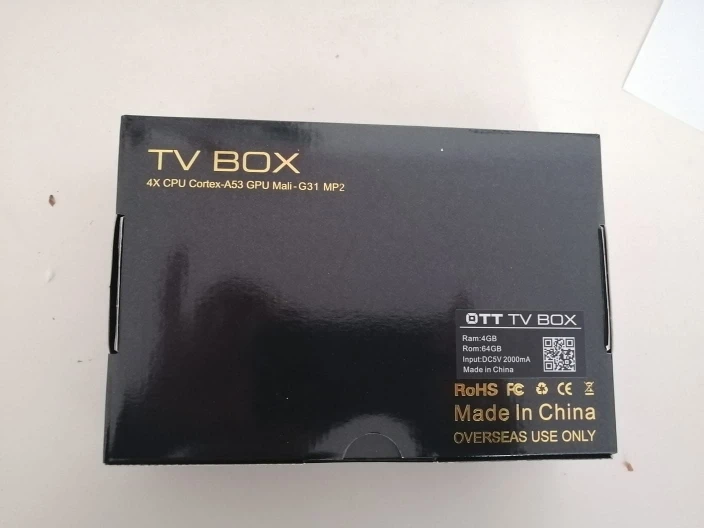 TV BOX
4X CPU Cortex-A53 GPU Mali-G31 MP2
OTT TV BOX
Ram:4GB
Rom:64GB
Input:DC5V 2000mA
Made in China
RoHS FC CE
Made In China
OVERSEAS USE ONLY